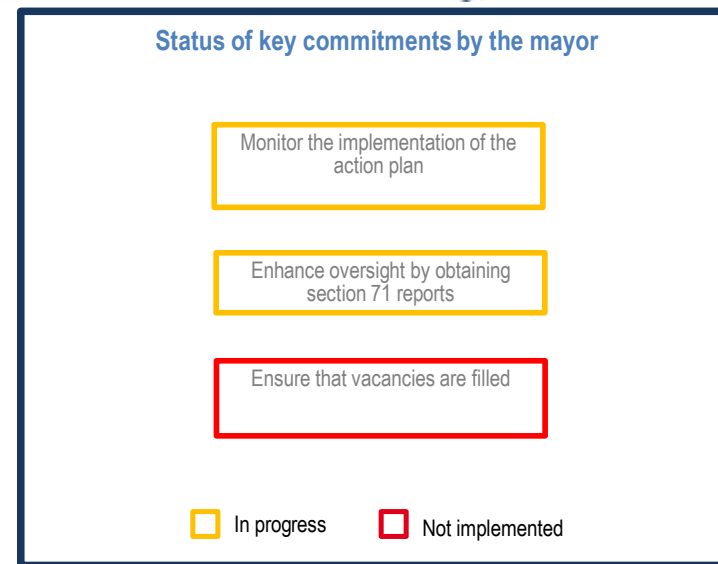 Status of key commitments by the mayor
Monitor the implementation of the
action plan
Enhance oversight by obtaining
section 71 reports
Ensure that vacancies are filled
In progress
Not implemented